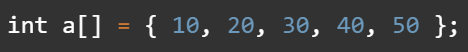 int a[] = { 10, 20, 30, 40, 50 };